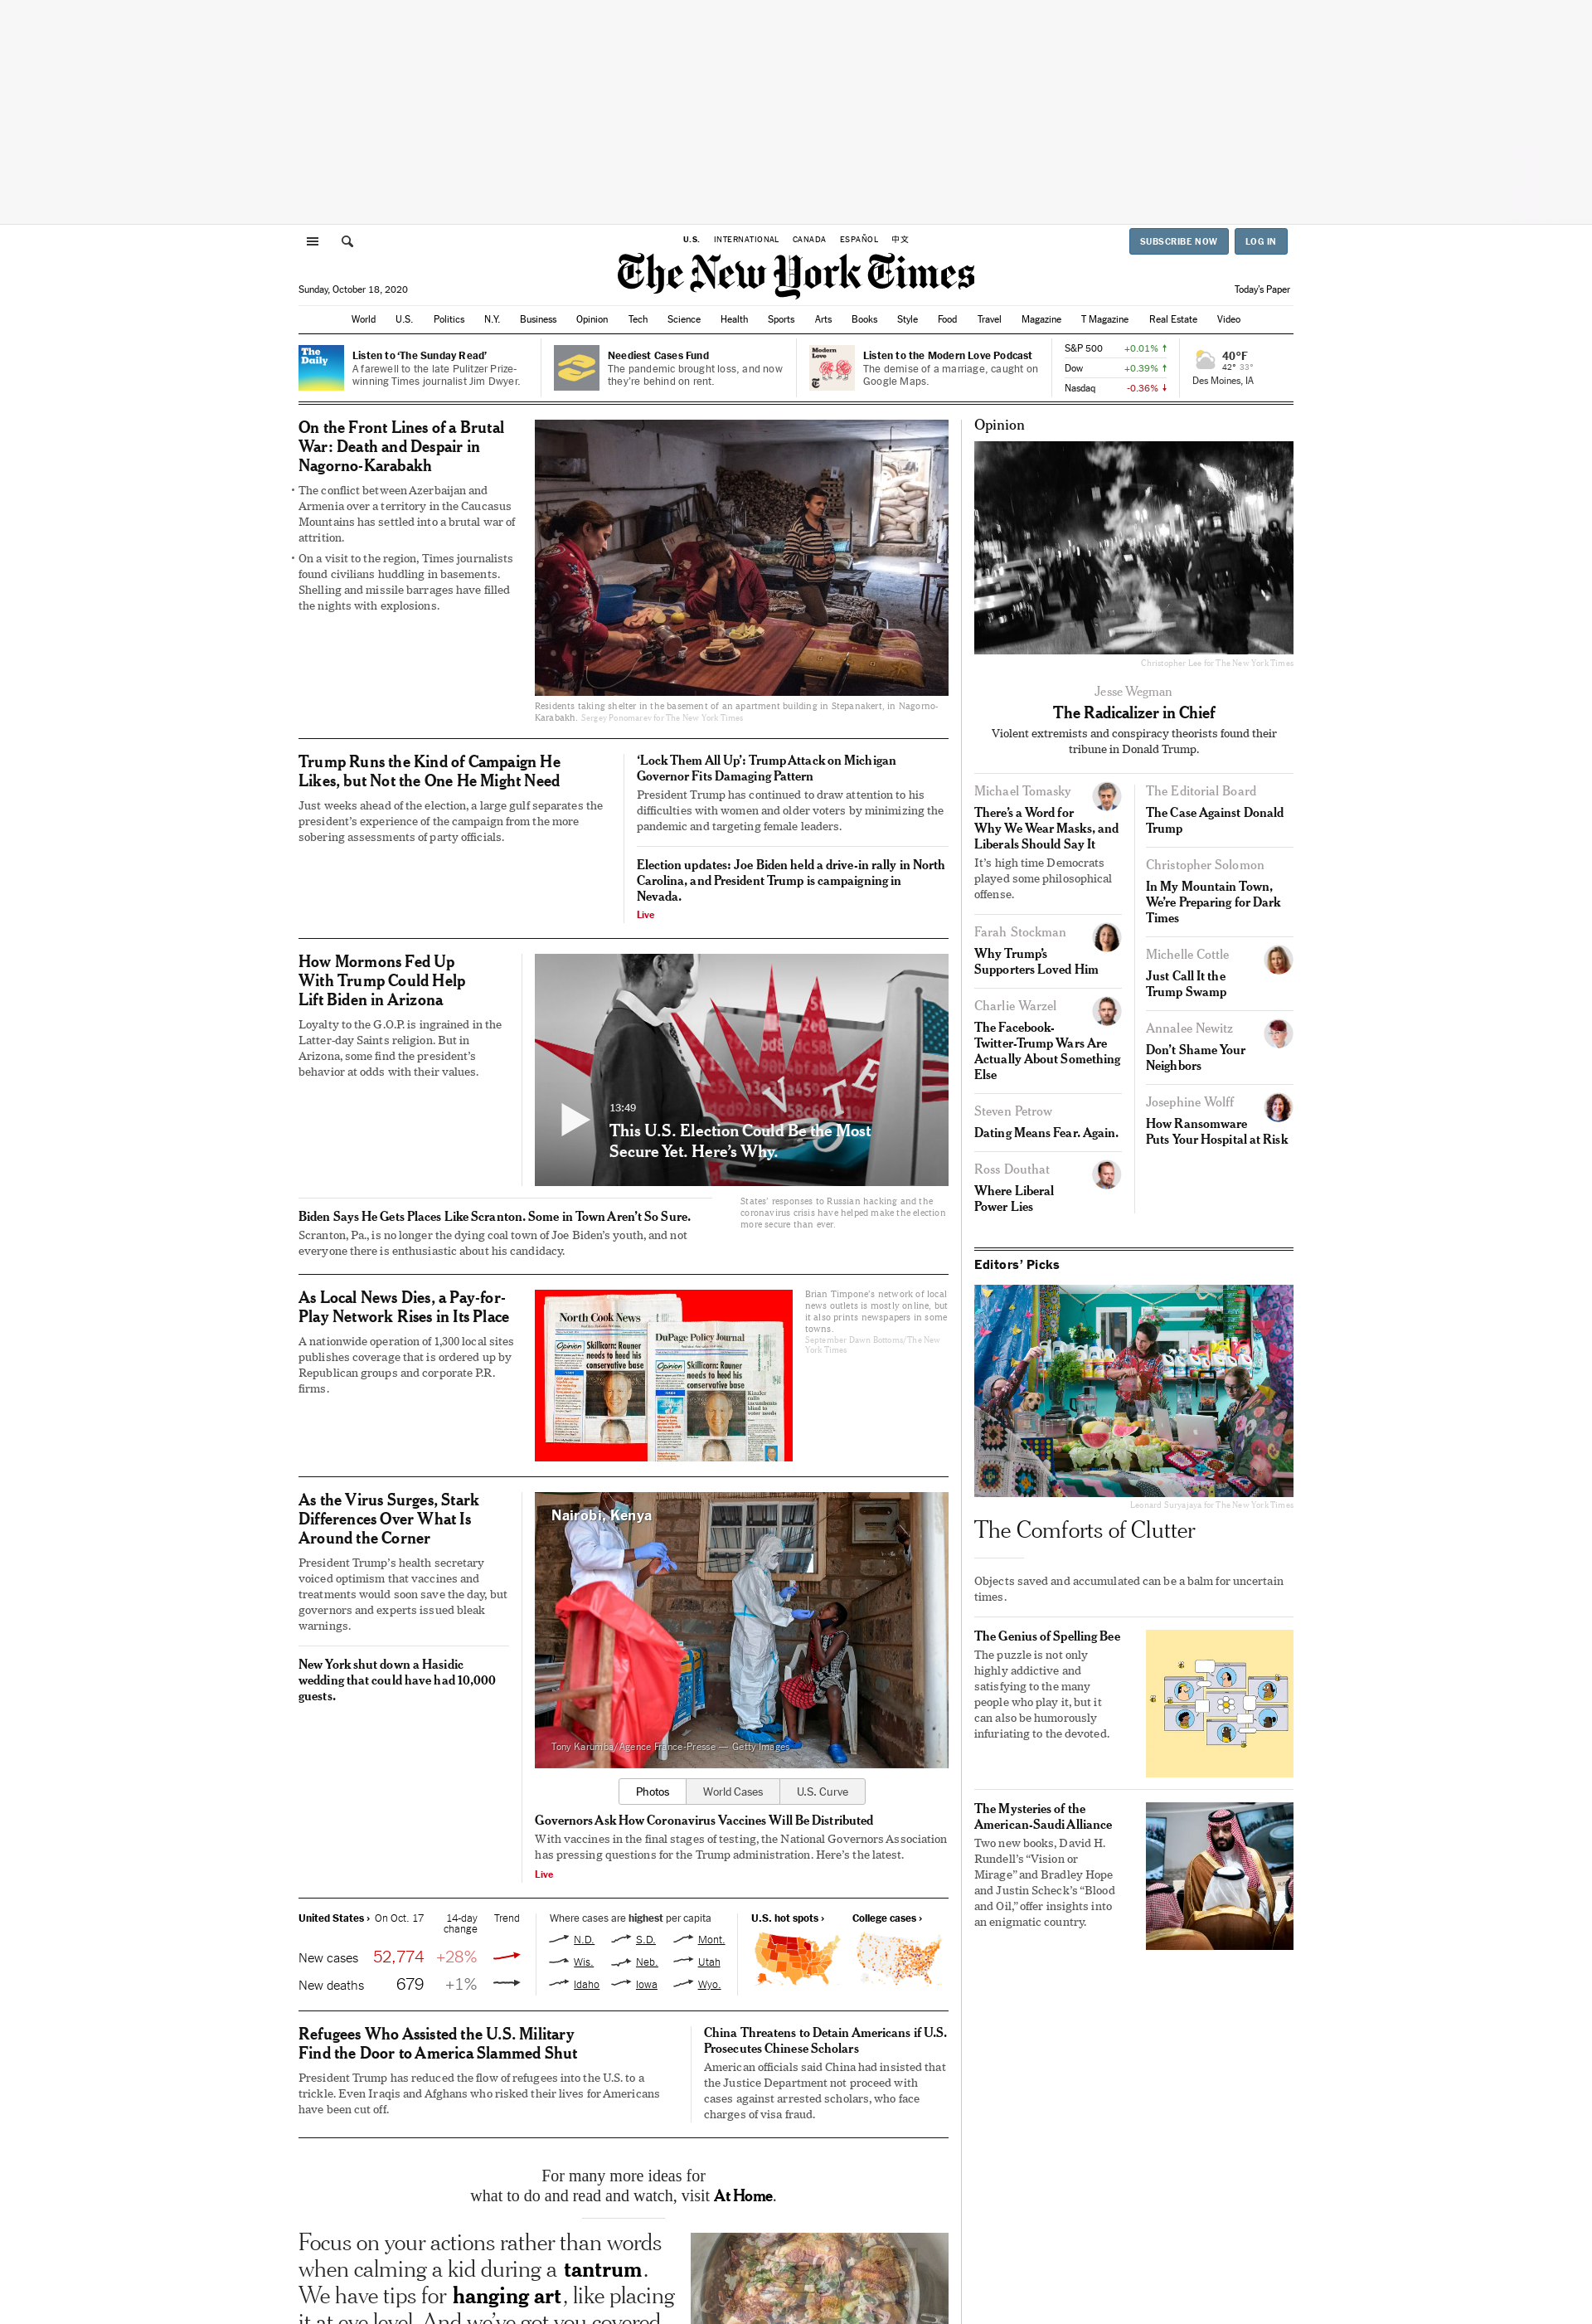 U.S. INTERNATIONAL CANADA ESPAÑOL 中文
SUBSCRIBE NOW
LOG IN
The New York Times
Sunday, October 18, 2020
Today's Paper
World U.S. Politics N.Y. Business Opinion Tech Science Health Sports Arts Books Style Food Travel Magazine T Magazine Real Estate Video
The
Daily
Listen to ‘The Sunday Read’
A farewell to the late Pulitzer Prize-
winning Times journalist Jim Dwyer.
Neediest Cases Fund
The pandemic brought loss, and now
they’re behind on rent.
Modern
Love
Listen to the Modern Love Podcast
The demise of a marriage, caught on
Google Maps.
S&P 500 +0.01%
Dow +0.39%
Nasdaq -0.36%
40°F
42° 33°
Des Moines, IA
On the Front Lines of a Brutal
War: Death and Despair in
Nagorno-Karabakh
• The conflict between Azerbaijan and
Armenia over a territory in the Caucasus
Mountains has settled into a brutal war of
attrition.
• On a visit to the region, Times journalists
found civilians huddling in basements.
Shelling and missile barrages have filled
the nights with explosions.
Residents taking shelter in the basement of an apartment building in Stepanakert, in Nagorno-
Karabakh. Sergey Ponomarev for The New York Times
Trump Runs the Kind of Campaign He
Likes, but Not the One He Might Need
Just weeks ahead of the election, a large gulf separates the
president’s experience of the campaign from the more
sobering assessments of party officials.
‘Lock Them All Up’: Trump Attack on Michigan
Governor Fits Damaging Pattern
President Trump has continued to draw attention to his
difficulties with women and older voters by minimizing the
pandemic and targeting female leaders.
Election updates: Joe Biden held a drive-in rally in North
Carolina, and President Trump is campaigning in
Nevada.
Live
How Mormons Fed Up
With Trump Could Help
Lift Biden in Arizona
Loyalty to the G.O.P. is ingrained in the
Latter-day Saints religion. But in
Arizona, some find the president’s
behavior at odds with their values.
VOTE
13:49
This U.S. Election Could Be the Most
Secure Yet. Here’s Why.
States’ responses to Russian hacking and the
coronavirus crisis have helped make the election
more secure than ever.
Biden Says He Gets Places Like Scranton. Some in Town Aren’t So Sure.
Scranton, Pa., is no longer the dying coal town of Joe Biden’s youth, and not
everyone there is enthusiastic about his candidacy.
As Local News Dies, a Pay-for-
Play Network Rises in Its Place
A nationwide operation of 1,300 local sites
publishes coverage that is ordered up by
Republican groups and corporate P.R.
firms.
North Cook News
Opinion
Skillicorn: Rauner
needs to heed his
conservative base
DuPage Policy Journal
Opinion
Skillicorn: Rauner
needs to heed his
conservative base
Brian Timpone’s network of local
news outlets is mostly online, but
it also prints newspapers in some
towns.
September Dawn Bottoms/The New
York Times
As the Virus Surges, Stark
Differences Over What Is
Around the Corner
President Trump’s health secretary
voiced optimism that vaccines and
treatments would soon save the day, but
governors and experts issued bleak
warnings.
New York shut down a Hasidic
wedding that could have had 10,000
guests.
Nairobi, Kenya
Tony Karumba/Agence France-Presse — Getty Images
Photos World Cases U.S. Curve
Governors Ask How Coronavirus Vaccines Will Be Distributed
With vaccines in the final stages of testing, the National Governors Association
has pressing questions for the Trump administration. Here’s the latest.
Live
United States › On Oct. 17 14-day
change Trend
New cases 52,774 +28%
New deaths 679 +1%
Where cases are highest per capita
N.D. S.D. Mont.
Wis. Neb. Utah
Idaho Iowa Wyo.
U.S. hot spots › College cases ›
Refugees Who Assisted the U.S. Military
Find the Door to America Slammed Shut
President Trump has reduced the flow of refugees into the U.S. to a
trickle. Even Iraqis and Afghans who risked their lives for Americans
have been cut off.
China Threatens to Detain Americans if U.S.
Prosecutes Chinese Scholars
American officials said China had insisted that
the Justice Department not proceed with
cases against arrested scholars, who face
charges of visa fraud.
For many more ideas for
what to do and read and watch, visit At Home.
Focus on your actions rather than words
when calming a kid during a tantrum.
We have tips for hanging art, like placing
it at eye level. And we’ve got you covered
Opinion
Christopher Lee for The New York Times
Jesse Wegman
The Radicalizer in Chief
Violent extremists and conspiracy theorists found their
tribune in Donald Trump.
Michael Tomasky
There’s a Word for
Why We Wear Masks, and
Liberals Should Say It
It’s high time Democrats
played some philosophical
offense.
Farah Stockman
Why Trump’s
Supporters Loved Him
Charlie Warzel
The Facebook-
Twitter-Trump Wars Are
Actually About Something
Else
Steven Petrow
Dating Means Fear. Again.
Ross Douthat
Where Liberal
Power Lies
The Editorial Board
The Case Against Donald
Trump
Christopher Solomon
In My Mountain Town,
We’re Preparing for Dark
Times
Michelle Cottle
Just Call It the
Trump Swamp
Annalee Newitz
Don’t Shame Your
Neighbors
Josephine Wolff
How Ransomware
Puts Your Hospital at Risk
Editors’ Picks
Leonard Suryajaya for The New York Times
The Comforts of Clutter
Objects saved and accumulated can be a balm for uncertain
times.
The Genius of Spelling Bee
The puzzle is not only
highly addictive and
satisfying to the many
people who play it, but it
can also be humorously
infuriating to the devoted.
The Mysteries of the
American-Saudi Alliance
Two new books, David H.
Rundell’s “Vision or
Mirage” and Bradley Hope
and Justin Scheck’s “Blood
and Oil,” offer insights into
an enigmatic country.